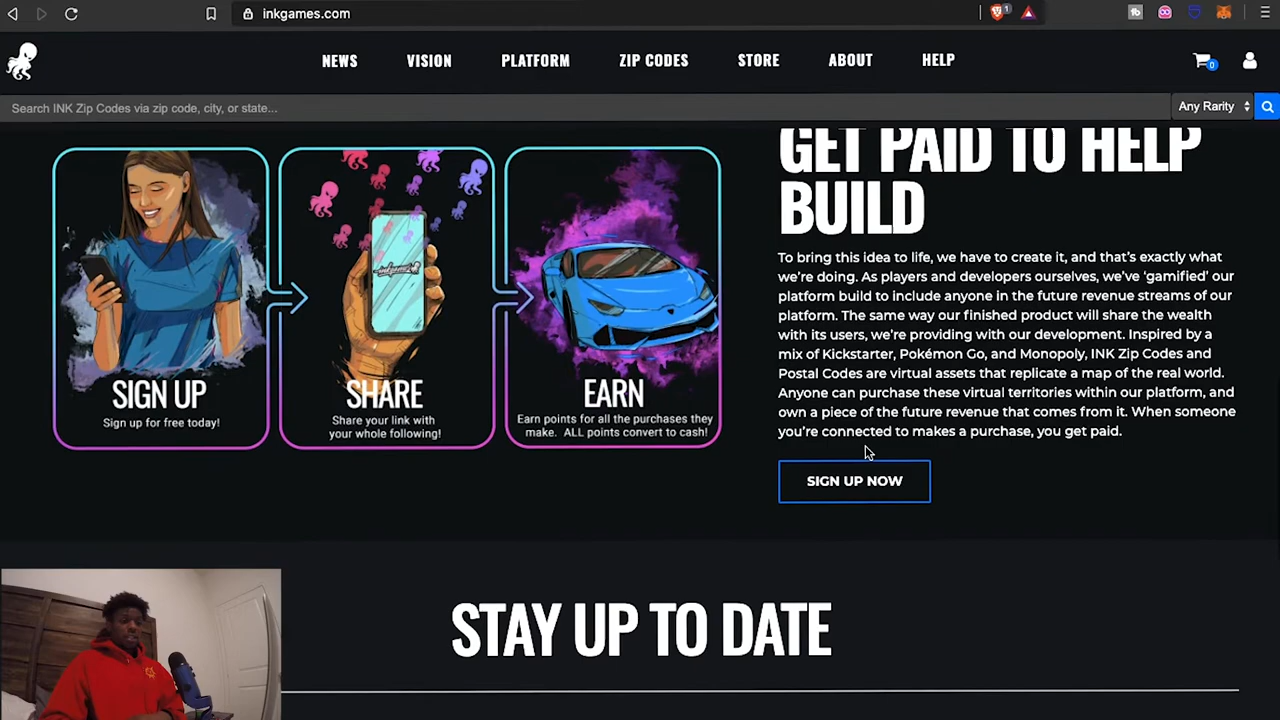 inkgames.com
1
NEWS
VISION
PLATFORM
ZIP CODES
STORE
ABOUT
HELP
0
Search INK Zip Codes via zip code, city, or state...
Any Rarity
GET PAID TO HELP
BUILD
To bring this idea to life, we have to create it, and that's exactly what
we're doing. As players and developers ourselves, we've 'gamified' our
platform build to include anyone in the future revenue streams of our
platform. The same way our finished product will share the wealth
with its users, we're providing with our development. Inspired by a
mix of Kickstarter, Pokémon Go, and Monopoly, INK Zip Codes and
Postal Codes are virtual assets that replicate a map of the real world.
Anyone can purchase these virtual territories within our platform, and
own a piece of the future revenue that comes from it. When someone
you're connected to makes a purchase, you get paid.
SIGN UP NOW
SIGN UP
Sign up for free today!
inkgames
SHARE
Share your link with
your whole following!
EARN
Earn points for all the purchases they
make. ALL points convert to cash!
STAY UP TO DATE